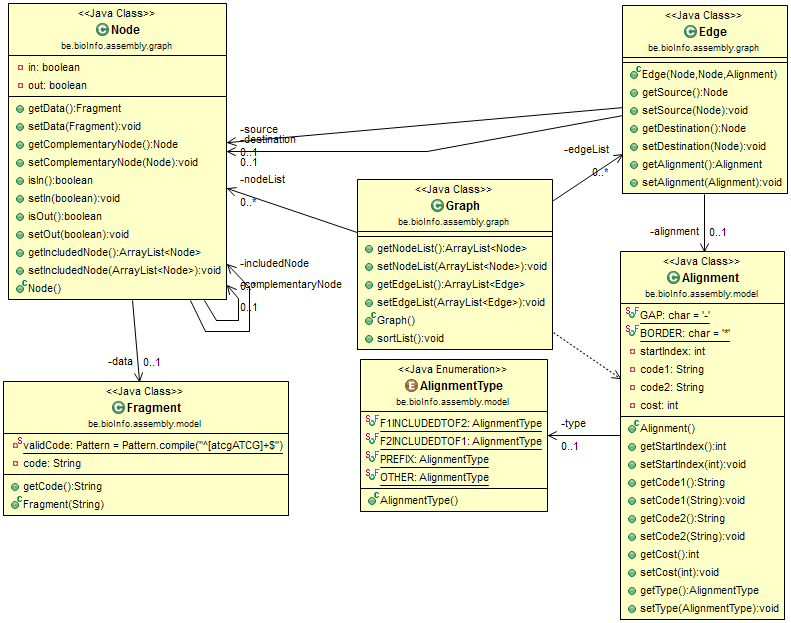 <<Java Class>>
Node
be.bioInfo.assembly.graph
in: boolean
out: boolean
getData():Fragment
setData(Fragment):void
getComplementaryNode():Node
setComplementaryNode(Node):void
isIn():boolean
setIn(boolean):void
isOut():boolean
setOut(boolean):void
getIncludedNode():ArrayList<Node>
setIncludedNode(ArrayList<Node>):void
Node()
<<Java Class>>
Edge
be.bioInfo.assembly.graph
Edge(Node,Node,Alignment)
getSource():Node
setSource(Node):void
getDestination():Node
setDestination(Node):void
getAlignment():Alignment
setAlignment(Alignment):void
-source
-destination
0..1
0..1
-nodeList
0..*
-edgeList
0..*
<<Java Class>>
Graph
be.bioInfo.assembly.graph
getNodeList():ArrayList<Node>
setNodeList(ArrayList<Node>):void
getEdgeList():ArrayList<Edge>
setEdgeList(ArrayList<Edge>):void
Graph()
sortList():void
-includedNode
-complementaryNode
0..1
-alignment 0..1
<<Java Class>>
Alignment
be.bioInfo.assembly.model
GAP: char = '-'
BORDER: char = '*'
startIndex: int
code1: String
code2: String
cost: int
Alignment()
getStartIndex():int
setStartIndex(int):void
getCode1():String
setCode1(String):void
getCode2():String
setCode2(String):void
getCost():int
setCost(int):void
getType():AlignmentType
setType(AlignmentType):void
-data 0..1
<<Java Class>>
Fragment
be.bioInfo.assembly.model
validCode: Pattern = Pattern.compile("^[atcgATCG]+$")
code: String
getCode():String
Fragment(String)
<<Java Enumeration>>
AlignmentType
be.bioInfo.assembly.model
F1INCLUDEDTOF2: AlignmentType
F2INCLUDEDTOF1: AlignmentType
PREFIX: AlignmentType
OTHER: AlignmentType
AlignmentType()
-type
0..1